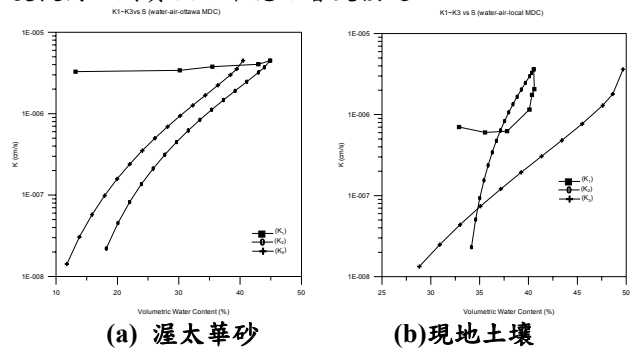 K1~K3vs S (water-air-ottawa MDC)
1E-005
1E-006
1E-007
1E-008
K (cm/s)
10 20 30 40 50
Volumetric Water Content (%)
(K1)
(K2)
(K3)
(a) 渥太華砂
K1~K3 vs S (water-air-local MDC)
1E-005
1E-006
1E-007
1E-008
K (cm/s)
25 30 35 40 45 50
Volumetric Water Content (%)
(K1)
(K2)
(K3)
(b)現地土壤